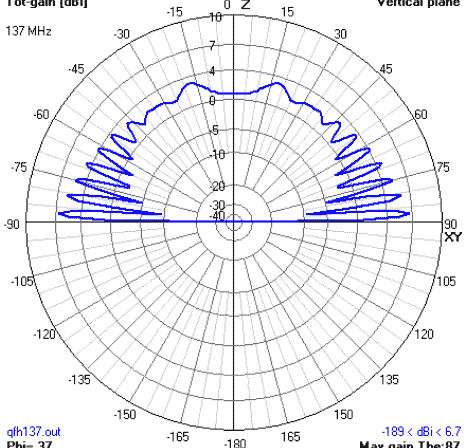 Tot-gain [dBi]
0 Z
Vertical plane
137 MHz
-15 10 15
-30 7 30
-45 4 45
0
-60 -5 60
-10
-75 -20 75
-30
-40
-90 90
XY
-105 105
-120 120
-135 135
-150 150
-165 165
-180
qfh137.out
-189 < dBi < 6.7
Phi= 37
Max gain The:87